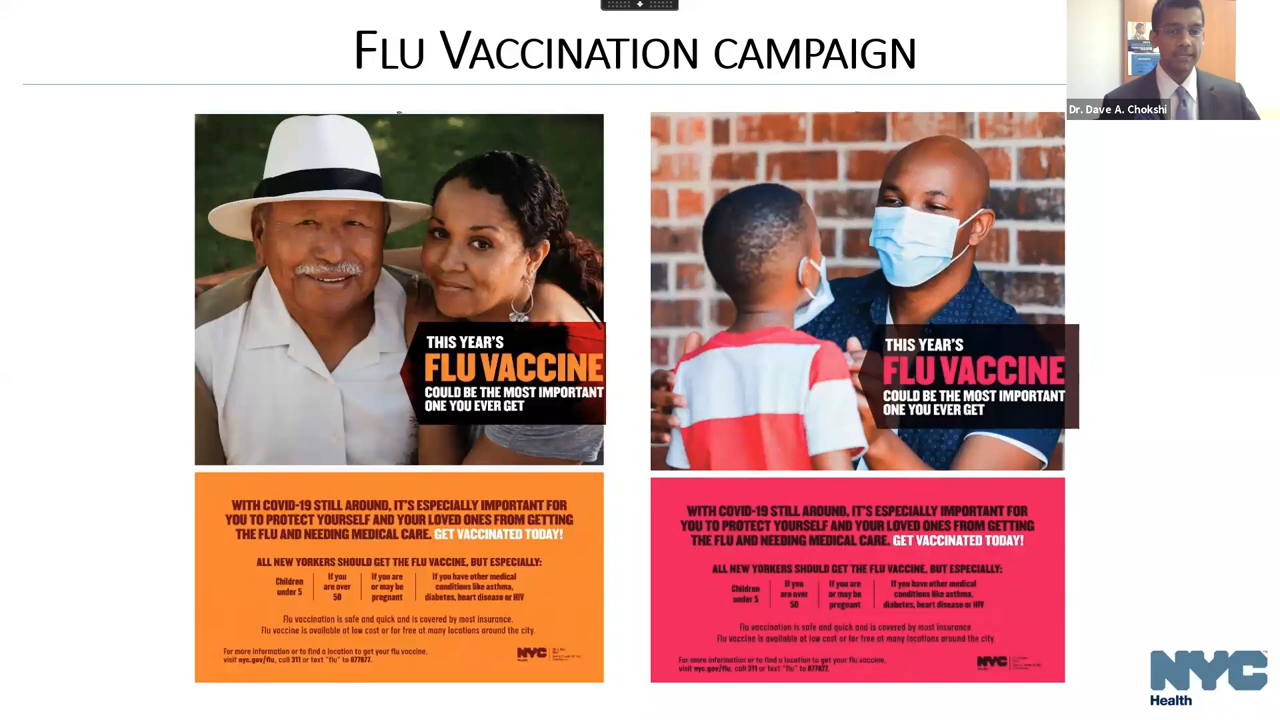 FLU VACCINATION CAMPAIGN
Dr. Dave A. Chokshi
THIS YEAR'S
FLU VACCINE
COULD BE THE MOST IMPORTANT
ONE YOU EVER GET
WITH COVID-19 STILL AROUND, IT'S ESPECIALLY IMPORTANT FOR
YOU TO PROTECT YOURSELF AND YOUR LOVED ONES FROM GETTING
THE FLU AND NEEDING MEDICAL CARE. GET VACCINATED TODAY!
ALL NEW YORKERS SHOULD GET THE FLU VACCINE, BUT ESPECIALLY:
Children
under 5
If you
are over
50
If you are
or may be
pregnant
If you have other medical
conditions like asthma,
diabetes, heart disease or HIV
Flu vaccination is safe and quick and is covered by most insurance.
Flu vaccine is available at low cost or for free at many locations around the city.
For more information or to find a location to get your flu vaccine,
visit nyc.gov/flu, call 311 or text "flu" to 877877.
NYC
Health
THIS YEAR'S
FLU VACCINE
COULD BE THE MOST IMPORTANT
ONE YOU EVER GET
WITH COVID-19 STILL AROUND, IT'S ESPECIALLY IMPORTANT FOR
YOU TO PROTECT YOURSELF AND YOUR LOVED ONES FROM GETTING
THE FLU AND NEEDING MEDICAL CARE. GET VACCINATED TODAY!
ALL NEW YORKERS SHOULD GET THE FLU VACCINE, BUT ESPECIALLY:
Children
under 5
If you
are over
50
If you are
or may be
pregnant
If you have other medical
conditions like asthma,
diabetes, heart disease or HIV
Flu vaccination is safe and quick and is covered by most insurance.
Flu vaccine is available at low cost or for free at many locations around the city.
For more information or to find a location to get your flu vaccine,
visit nyc.gov/flu, call 311 or text "flu" to 877877.
NYC
Health
NYC
Health